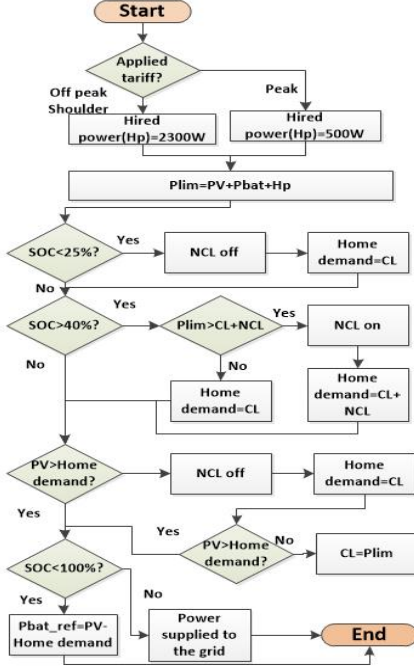 Start
Applied
tariff?
Off peak
Shoulder
Peak
Hired
power(Hp)=2300W
Hired
power(Hp)=500W
Plim=PV+Pbat+Hp
SOC<25%?
Yes
NCL off
Home
demand=CL
No
SOC>40%?
Yes
Plim>CL+NCL
Yes
NCL on
No
No
Home
demand=CL
Home
demand=CL+
NCL
PV>Home
demand?
NCL off
Home
demand=CL
Yes
Yes
PV>Home
demand?
No
CL=Plim
SOC<100%?
Yes
No
Pbat_ref=PV-
Home demand
Power
supplied to
the grid
End